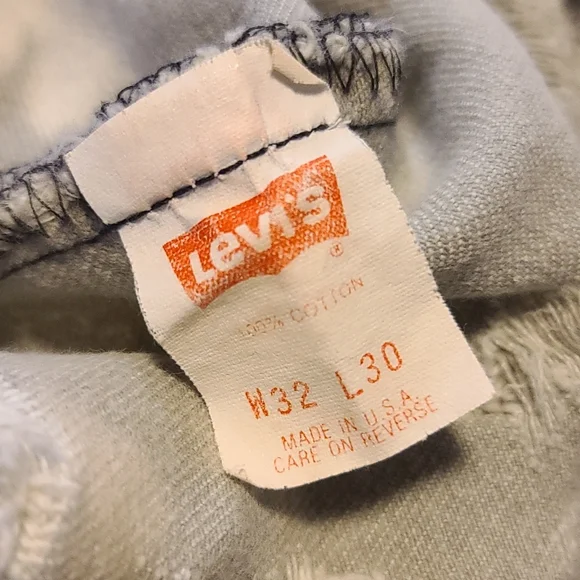 Levi's
®
100% COTTON
W32 L30
MADE IN U.S.A.
CARE ON REVERSE